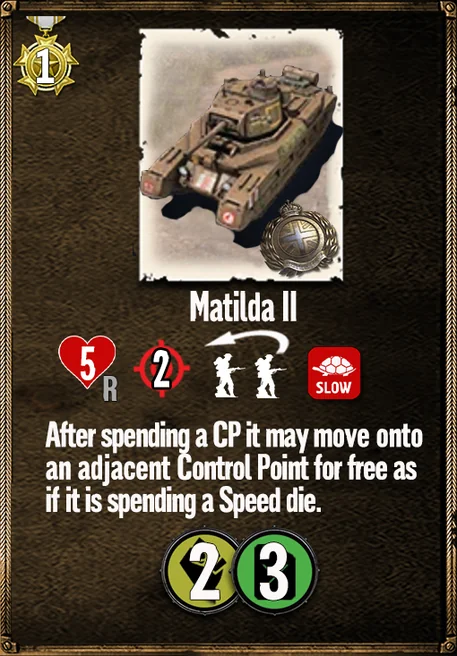 1
Matilda II
5
R
2
SLOW
After spending a CP it may move onto
an adjacent Control Point for free as
if it is spending a Speed die.
2 3